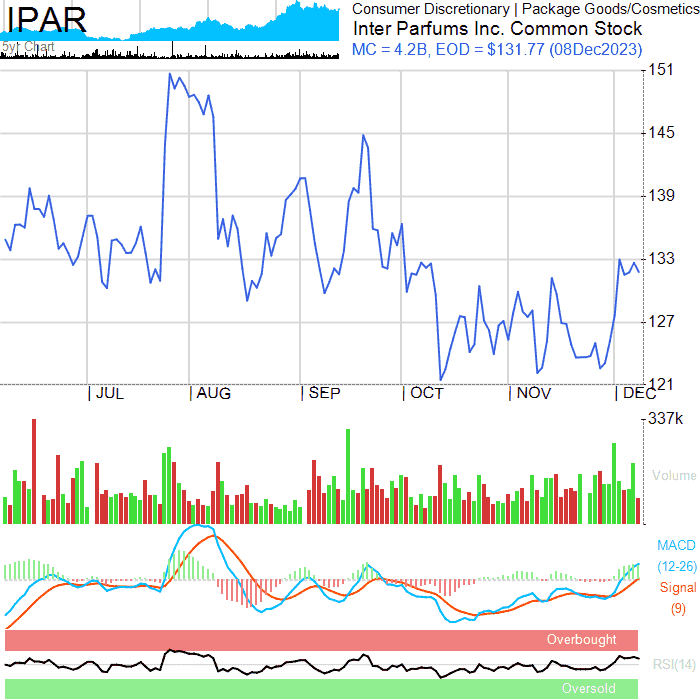 IPAR
5yr Chart
Consumer Discretionary | Package Goods/Cosmetics
Inter Parfums Inc. Common Stock
MC = 4.2B, EOD = $131.77 (08Dec2023)
151
145
139
133
127
121
JUL
AUG
SEP
OCT
NOV
DEC
337k
Volume
MACD
(12-26)
Signal
(9)
Overbought
RSI(14)
Oversold